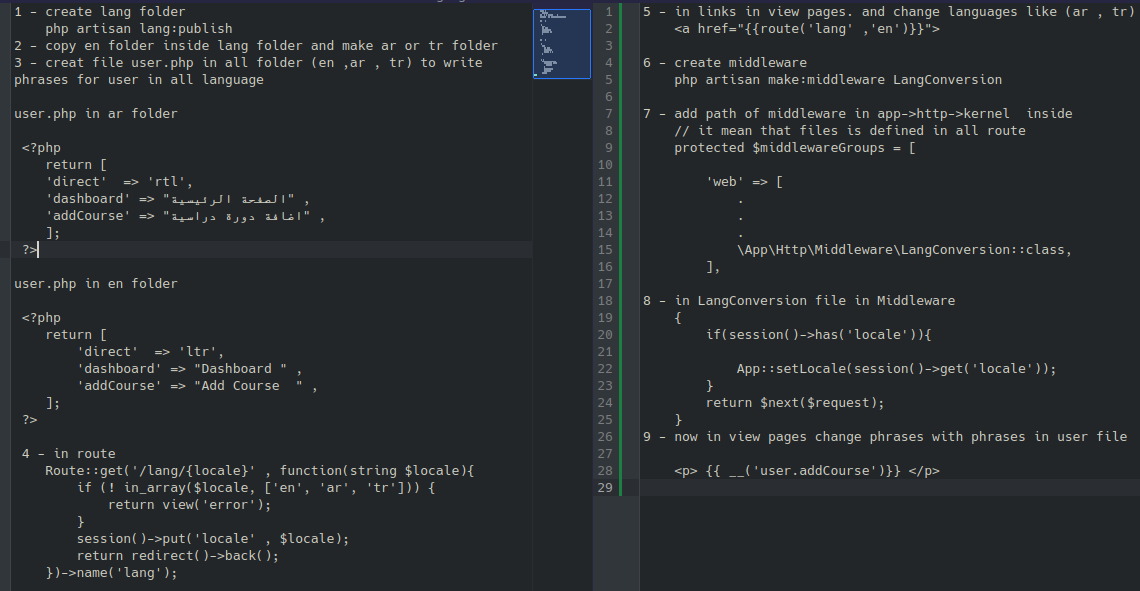 1 - create lang folder
    php artisan lang:publish
2 - copy en folder inside lang folder and make ar or tr folder
3 - creat file user.php in all folder (en ,ar , tr) to write
phrases for user in all language

user.php in ar folder

 <?php
    return [
    'direct'  => 'rtl',
    'dashboard' => "الصفحة الرئيسية" ,
    'addCourse' => "اضافة دورة دراسية" ,
    ];
 ?>

user.php in en folder

 <?php
    return [
        'direct'  => 'ltr',
        'dashboard' => "Dashboard " ,
        'addCourse' => "Add Course  " ,
    ];
 ?>

 4 - in route
    Route::get('/lang/{locale}' , function(string $locale){
        if (! in_array($locale, ['en', 'ar', 'tr'])) {
            return view('error');
        }
        session()->put('locale' , $locale);
        return redirect()->back();
    })->name('lang');

1 5 - in links in view pages. and change languages like (ar , tr)
2     <a href="{{route('lang' ,'en')}}">
3
4 6 - create middleware
5     php artisan make:middleware LangConversion
6
7 7 - add path of middleware in app->http->kernel  inside
8     // it mean that files is defined in all route
9     protected $middlewareGroups = [
10
11         'web' => [
12             .
13             .
14             .
15             \App\Http\Middleware\LangConversion::class,
16         ],
17
18 8 - in LangConversion file in Middleware
19     {
20         if(session()->has('locale')){
21
22             App::setLocale(session()->get('locale'));
23         }
24         return $next($request);
25     }
26 9 - now in view pages change phrases with phrases in user file
27
28     <p> {{ __('user.addCourse')}} </p>
29